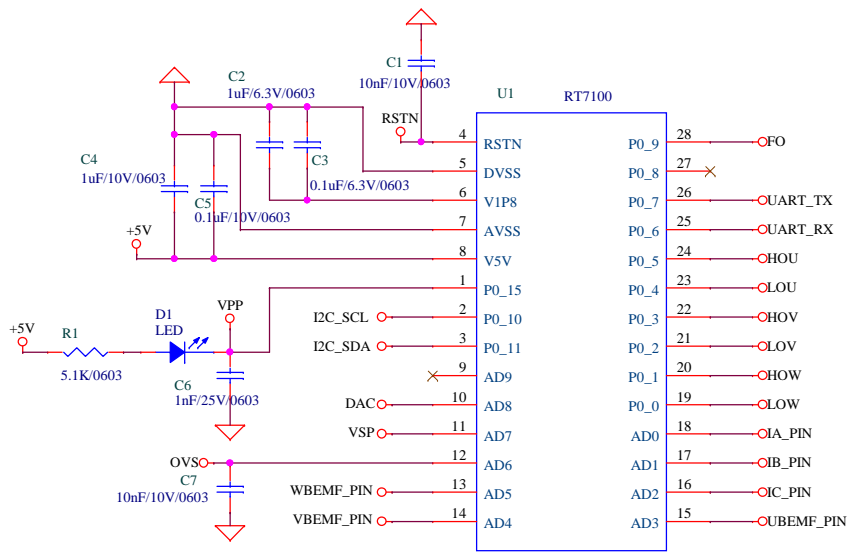 C2
1uF/6.3V/0603
C1
10nF/10V/0603
U1
RT7100
RSTN
C4
1uF/10V/0603
C3
0.1uF/6.3V/0603
C5
0.1uF/10V/0603
+5V
+5V
R1
5.1K/0603
D1
LED
VPP
C6
1nF/25V/0603
I2C_SCL
I2C_SDA
DAC
VSP
OVS
C7
10nF/10V/0603
WBEMF_PIN
VBEMF_PIN
4 RSTN P0_9 28 FO
5 DVSS P0_8 27
6 V1P8 P0_7 26 UART_TX
7 AVSS P0_6 25 UART_RX
8 V5V P0_5 24 HOU
1 P0_15 P0_4 23 LOU
2 P0_10 P0_3 22 HOV
3 P0_11 P0_2 21 LOV
9 AD9 P0_1 20 HOW
10 AD8 P0_0 19 LOW
11 AD7 AD0 18 IA_PIN
12 AD6 AD1 17 IB_PIN
13 AD5 AD2 16 IC_PIN
14 AD4 AD3 15 UBEMF_PIN